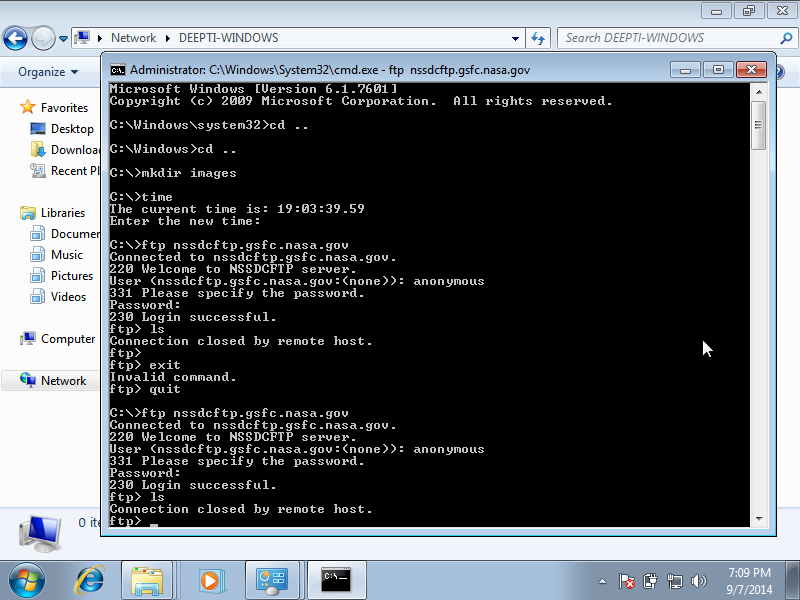 Network
DEEPTI-WINDOWS
Search DEEPTI-WINDOWS
Organize
Administrator: C:\Windows\System32\cmd.exe - ftp  nssdcftp.gsfc.nasa.gov
Favorites
Desktop
Downloa
Recent Pl
Libraries
Documen
Music
Pictures
Videos
Computer
Network
0 ite
Microsoft Windows [Version 6.1.7601]
Copyright (c) 2009 Microsoft Corporation.  All rights reserved.
C:\Windows\system32>cd ..
C:\Windows>cd ..
C:\>mkdir images
C:\>time
The current time is: 19:03:39.59
Enter the new time:
C:\>ftp nssdcftp.gsfc.nasa.gov
Connected to nssdcftp.gsfc.nasa.gov.
220 Welcome to NSSDCFTP server.
User (nssdcftp.gsfc.nasa.gov:(none)): anonymous
331 Please specify the password.
Password:
230 Login successful.
ftp> ls
Connection closed by remote host.
ftp>
ftp> exit
Invalid command.
ftp> quit
C:\>ftp nssdcftp.gsfc.nasa.gov
Connected to nssdcftp.gsfc.nasa.gov.
220 Welcome to NSSDCFTP server.
User (nssdcftp.gsfc.nasa.gov:(none)): anonymous
331 Please specify the password.
Password:
230 Login successful.
ftp> ls
Connection closed by remote host.
ftp> _
C:\>_
7:09 PM
9/7/2014